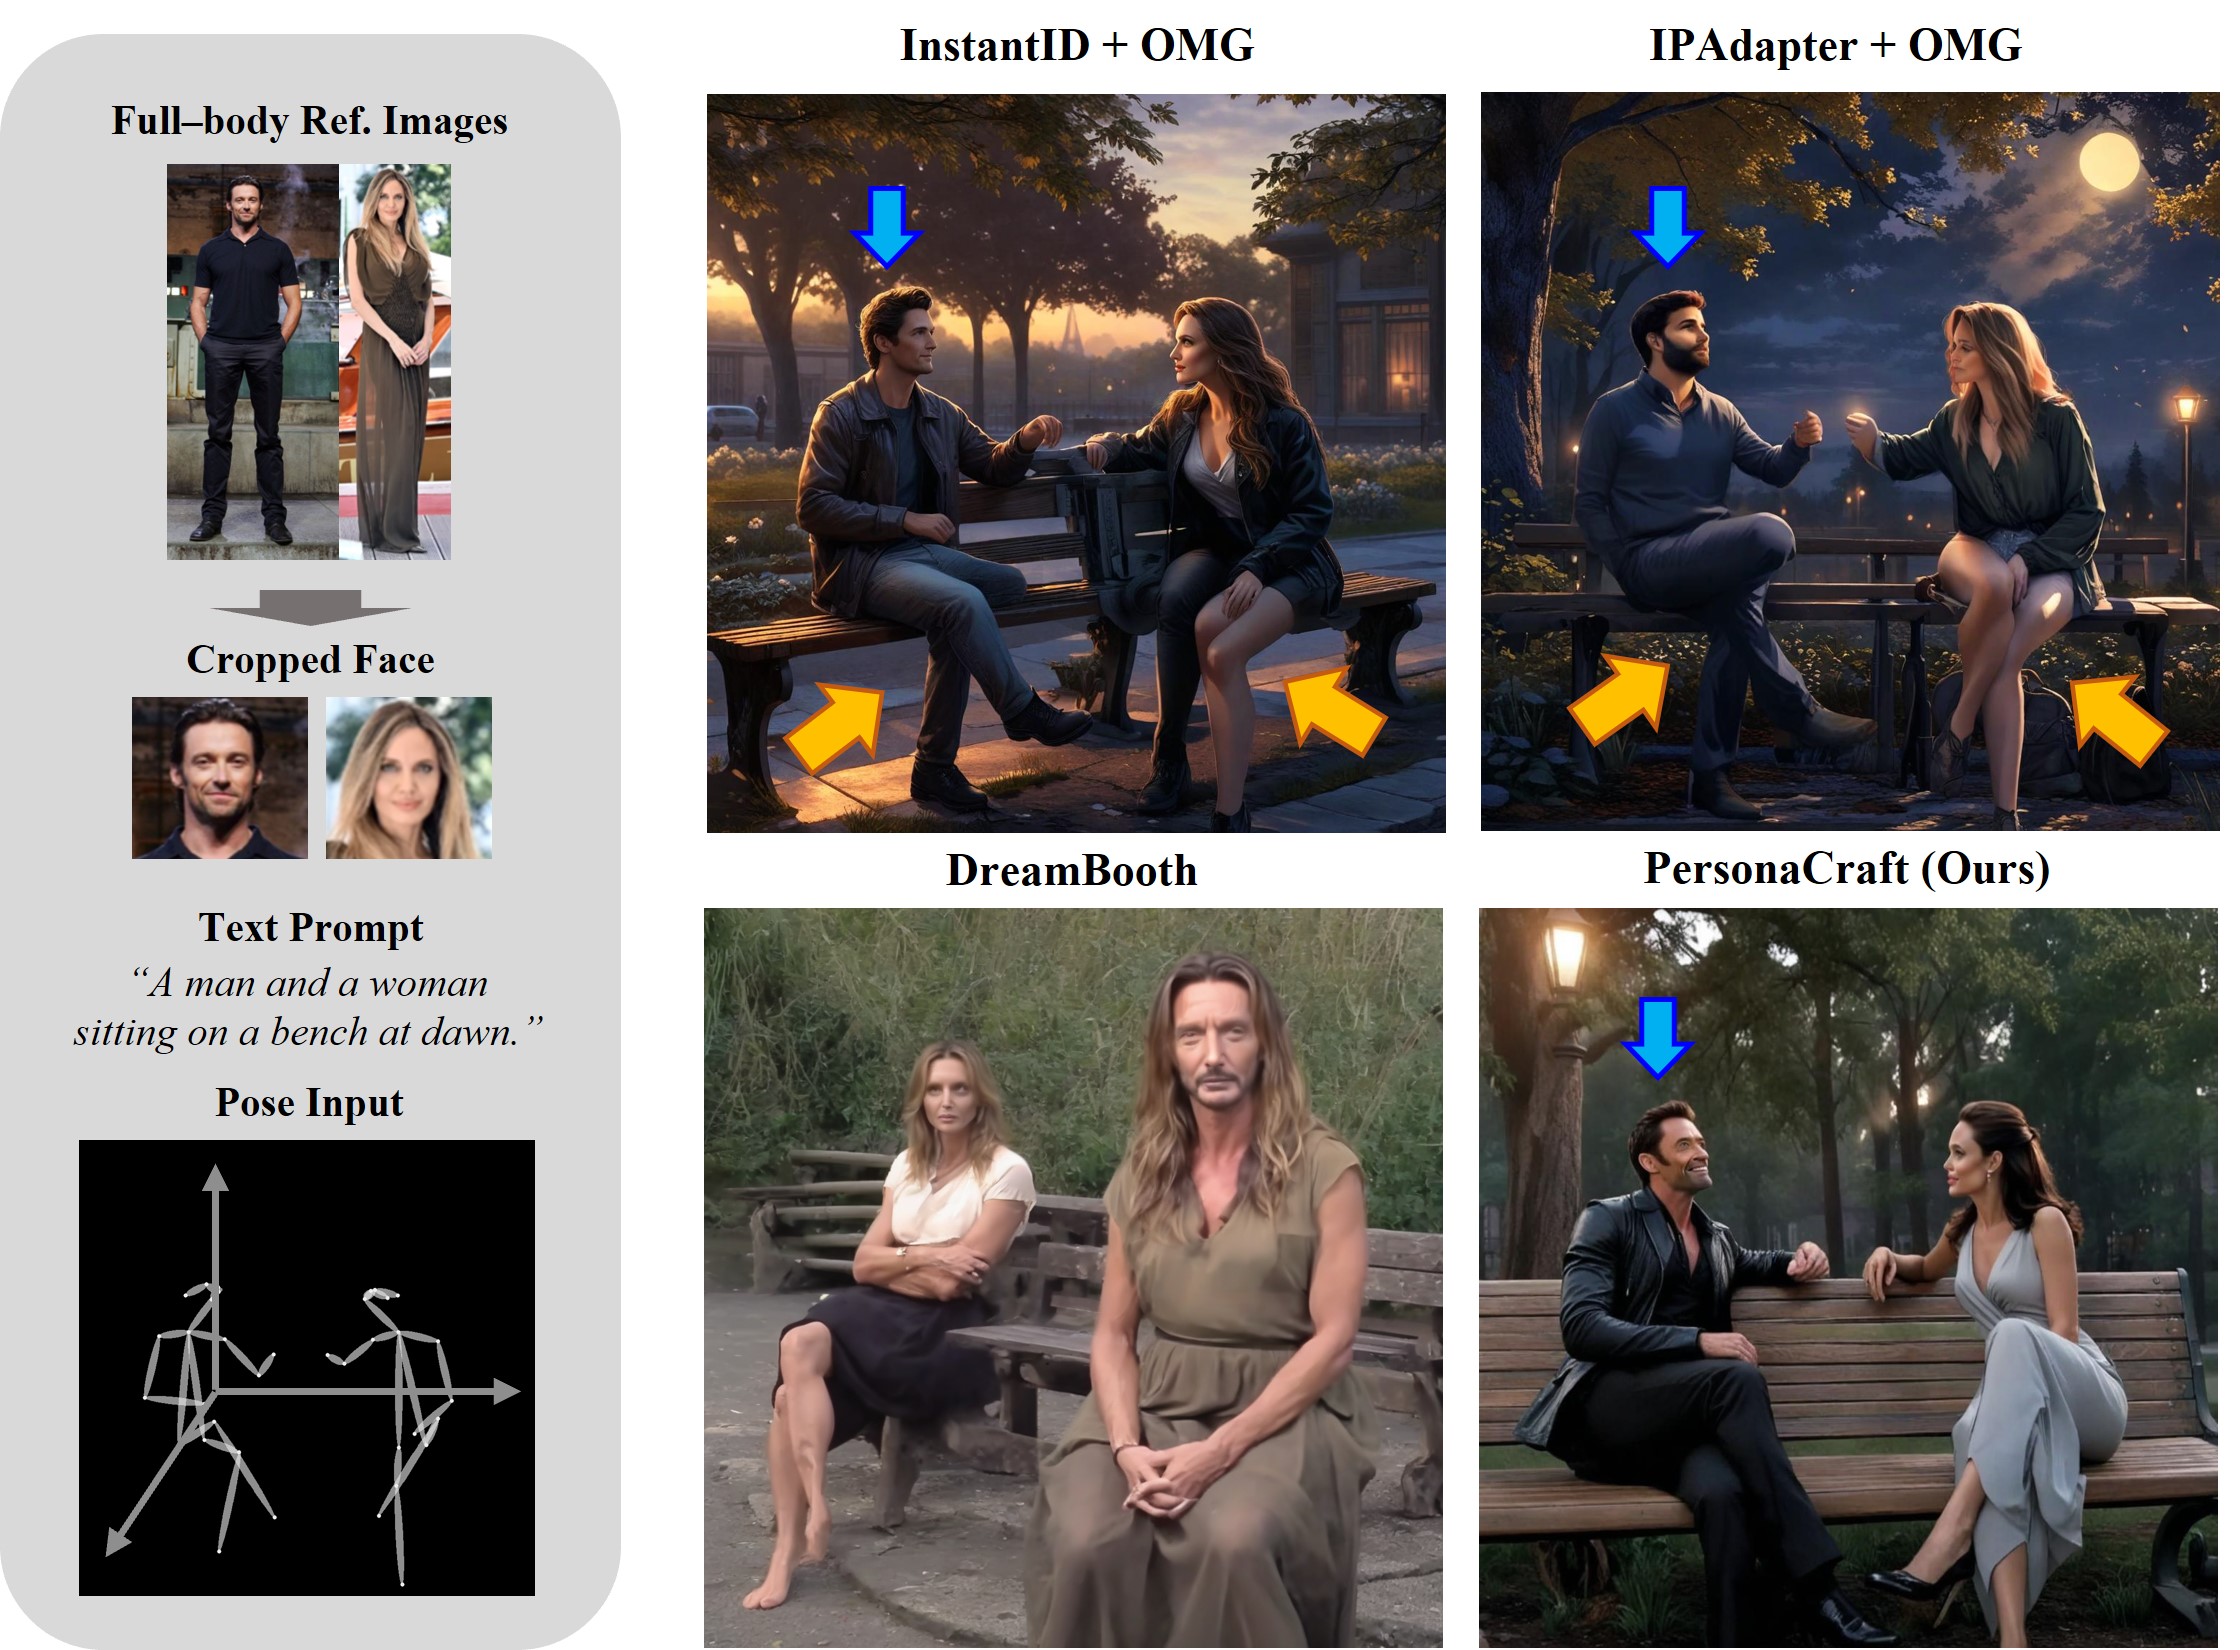 Full–body Ref. Images
Cropped Face
Text Prompt
“A man and a woman
sitting on a bench at dawn.”
Pose Input
InstantID + OMG
IPAdapter + OMG
DreamBooth
PersonaCraft (Ours)